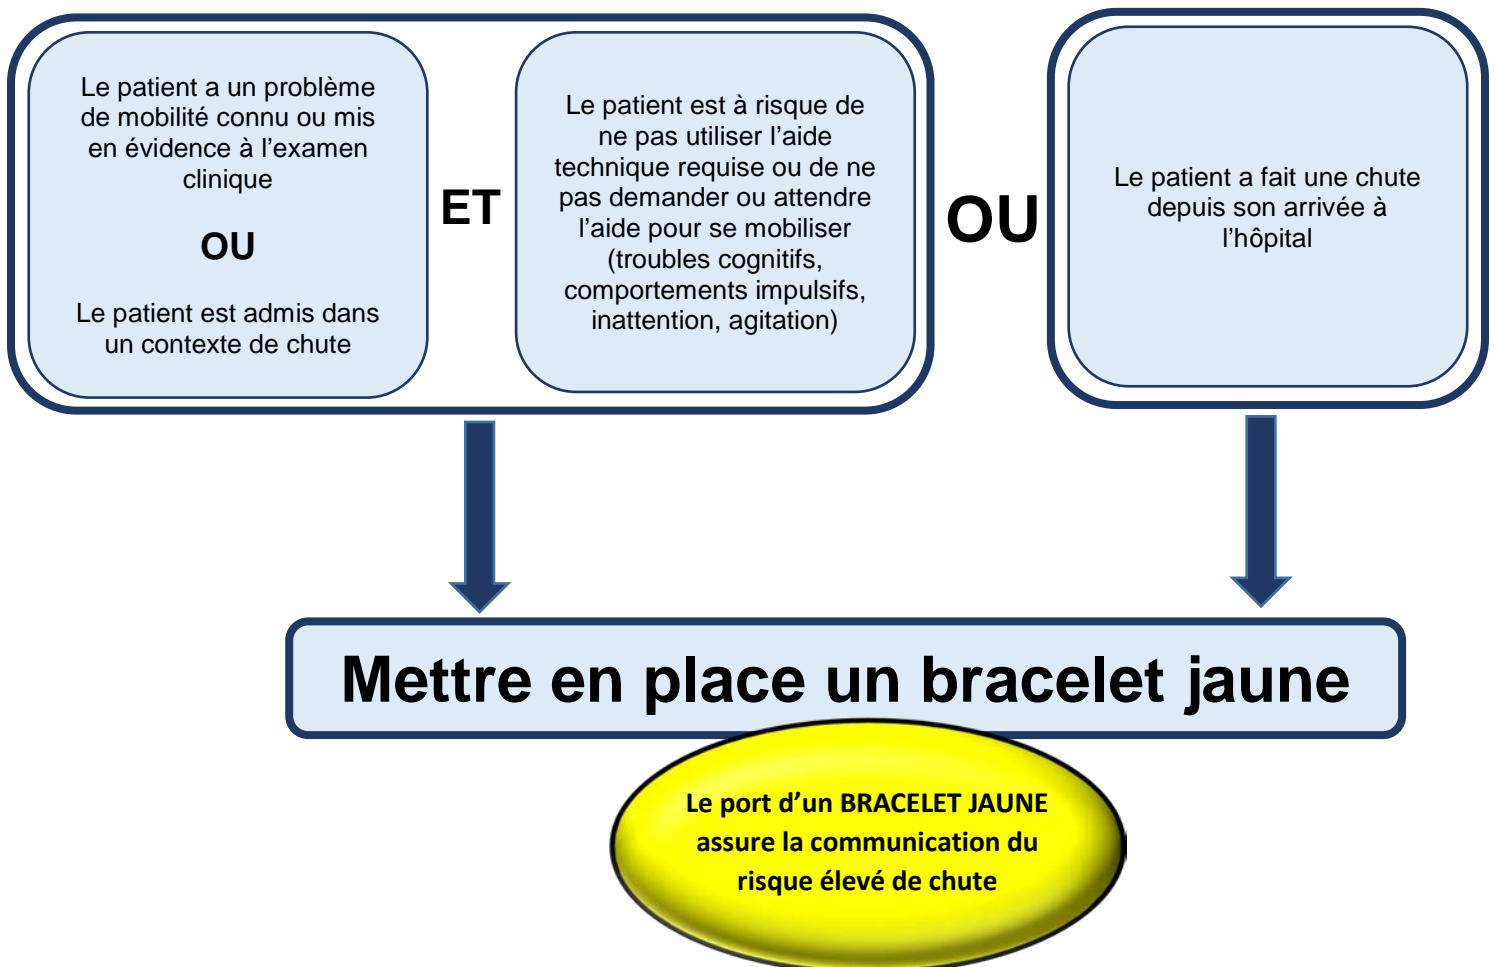 Le patient a un problème
de mobilité connu ou mis
en évidence à l’examen
clinique
OU
Le patient est admis dans
un contexte de chute
ET
Le patient est à risque de
ne pas utiliser l’aide
technique requise ou de ne
pas demander ou attendre
l’aide pour se mobiliser
(troubles cognitifs,
comportements impulsifs,
inattention, agitation)
OU
Le patient a fait une chute
depuis son arrivée à
l’hôpital
Mettre en place un bracelet jaune
Le port d’un BRACELET JAUNE
assure la communication du
risque élevé de chute